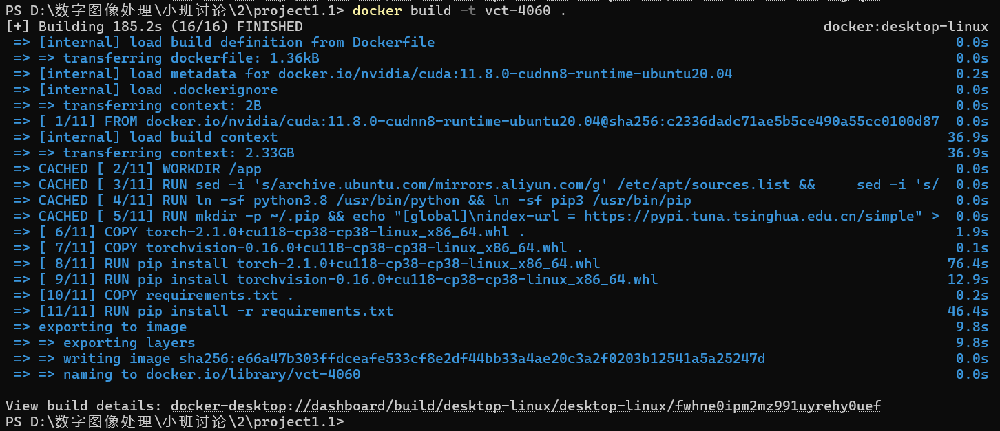 PS D:\数字图像处理\小班讨论\2\project1.1> docker build -t vct-4060 .
[+] Building 185.2s (16/16) FINISHED docker:desktop-linux
=> [internal] load build definition from Dockerfile 0.0s
=> => transferring dockerfile: 1.36kB 0.0s
=> [internal] load metadata for docker.io/nvidia/cuda:11.8.0-cudnn8-runtime-ubuntu20.04 0.2s
=> [internal] load .dockerignore 0.0s
=> => transferring context: 2B 0.0s
=> [ 1/11] FROM docker.io/nvidia/cuda:11.8.0-cudnn8-runtime-ubuntu20.04@sha256:c2336dadc71ae5b5ce490a55cc0100d87 0.0s
=> [internal] load build context 36.9s
=> => transferring context: 2.33GB 36.9s
=> CACHED [ 2/11] WORKDIR /app 0.0s
=> CACHED [ 3/11] RUN sed -i 's/archive.ubuntu.com/mirrors.aliyun.com/g' /etc/apt/sources.list &&     sed -i 's/ 0.0s
=> CACHED [ 4/11] RUN ln -sf python3.8 /usr/bin/python && ln -sf pip3 /usr/bin/pip 0.0s
=> CACHED [ 5/11] RUN mkdir -p ~/.pip && echo "[global]\nindex-url = https://pypi.tuna.tsinghua.edu.cn/simple" > 0.0s
=> [ 6/11] COPY torch-2.1.0+cu118-cp38-cp38-linux_x86_64.whl . 1.9s
=> [ 7/11] COPY torchvision-0.16.0+cu118-cp38-cp38-linux_x86_64.whl . 0.1s
=> [ 8/11] RUN pip install torch-2.1.0+cu118-cp38-cp38-linux_x86_64.whl 76.4s
=> [ 9/11] RUN pip install torchvision-0.16.0+cu118-cp38-cp38-linux_x86_64.whl 12.9s
=> [10/11] COPY requirements.txt . 0.2s
=> [11/11] RUN pip install -r requirements.txt 46.4s
=> exporting to image 9.8s
=> => exporting layers 9.8s
=> => writing image sha256:e66a47b303ffdceafe533cf8e2df44bb33a4ae20c3a2f0203b12541a5a25247d 0.0s
=> => naming to docker.io/library/vct-4060 0.0s
View build details: docker-desktop://dashboard/build/desktop-linux/desktop-linux/fwhne0ipm2mz991uyrehy0uef
PS D:\数字图像处理\小班讨论\2\project1.1>